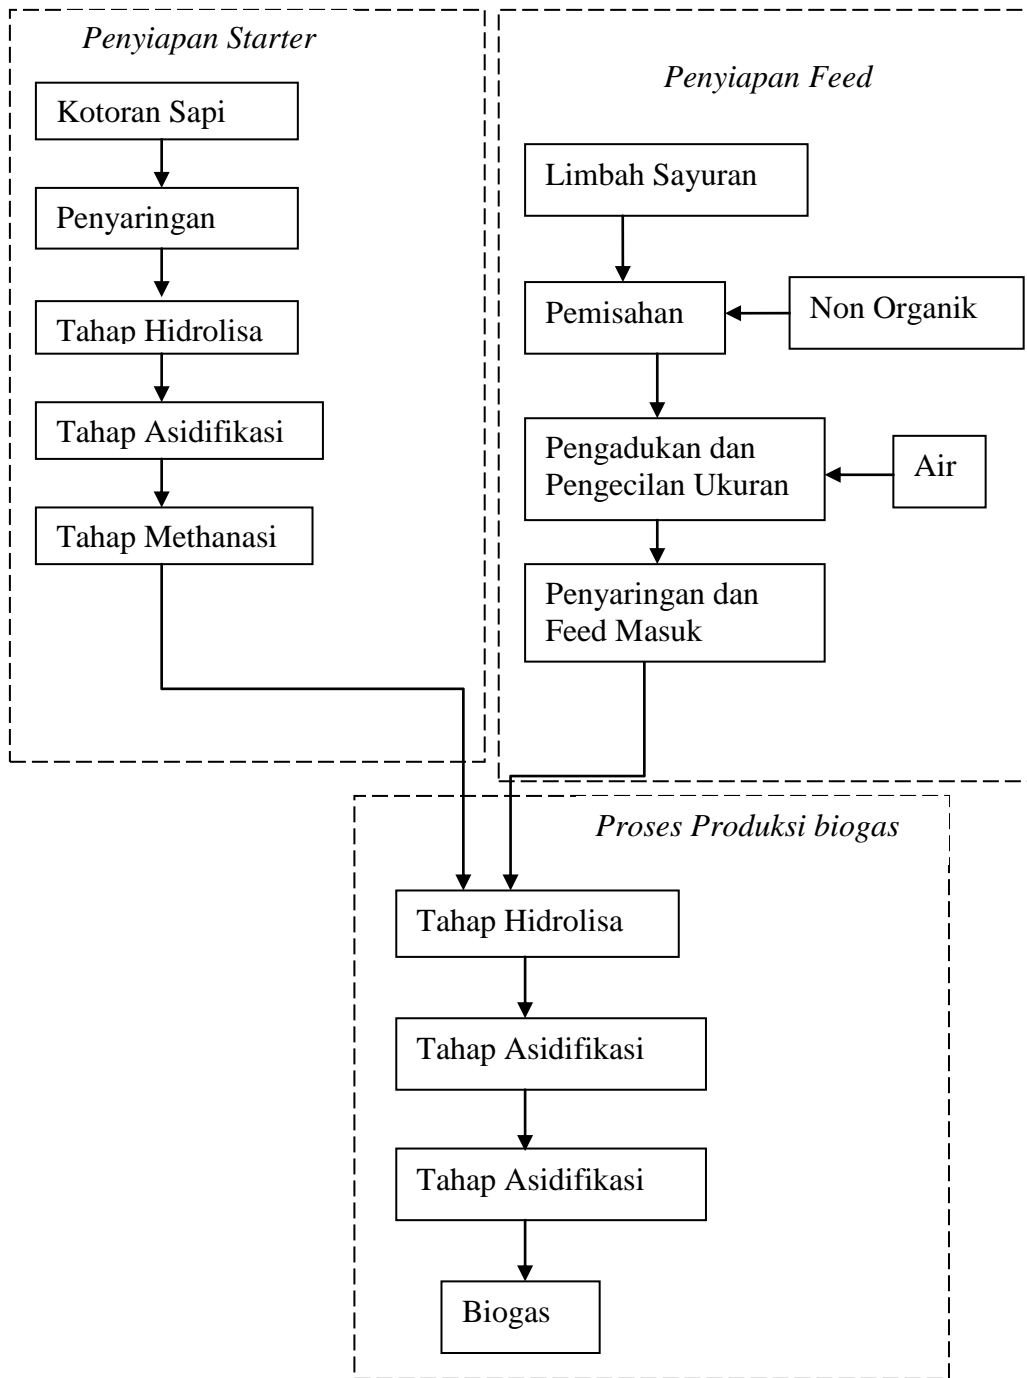 Penyiapan Starter
Kotoran Sapi
Penyaringan
Tahap Hidrolisa
Tahap Asidifikasi
Tahap Methanasi
Penyiapan Feed
Limbah Sayuran
Pemisahan
Non Organik
Pengadukan dan
Pengecilan Ukuran
Air
Penyaringan dan
Feed Masuk
Proses Produksi biogas
Tahap Hidrolisa
Tahap Asidifikasi
Tahap Asidifikasi
Biogas